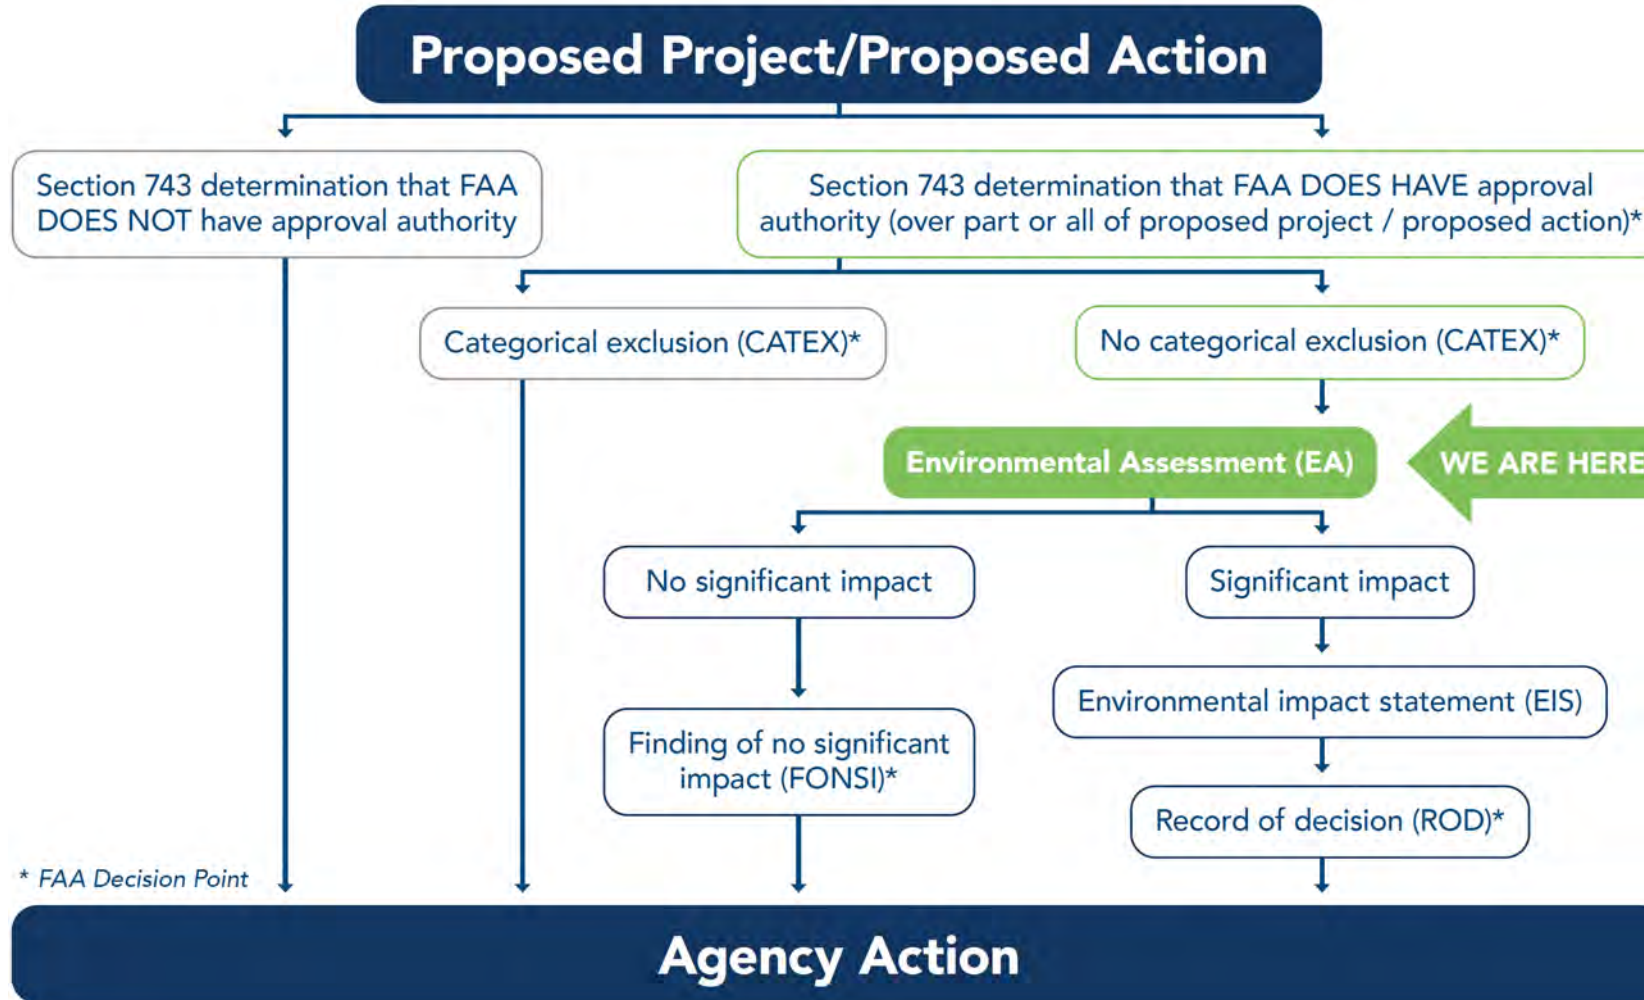 Proposed Project/Proposed Action
Section 743 determination that FAA
DOES NOT have approval authority
Section 743 determination that FAA DOES HAVE approval
authority (over part or all of proposed project / proposed action)*
Categorical exclusion (CATEX)*
No categorical exclusion (CATEX)*
Environmental Assessment (EA)
WE ARE HERE
No significant impact
Significant impact
Environmental impact statement (EIS)
Finding of no significant
impact (FONSI)*
Record of decision (ROD)*
* FAA Decision Point
Agency Action